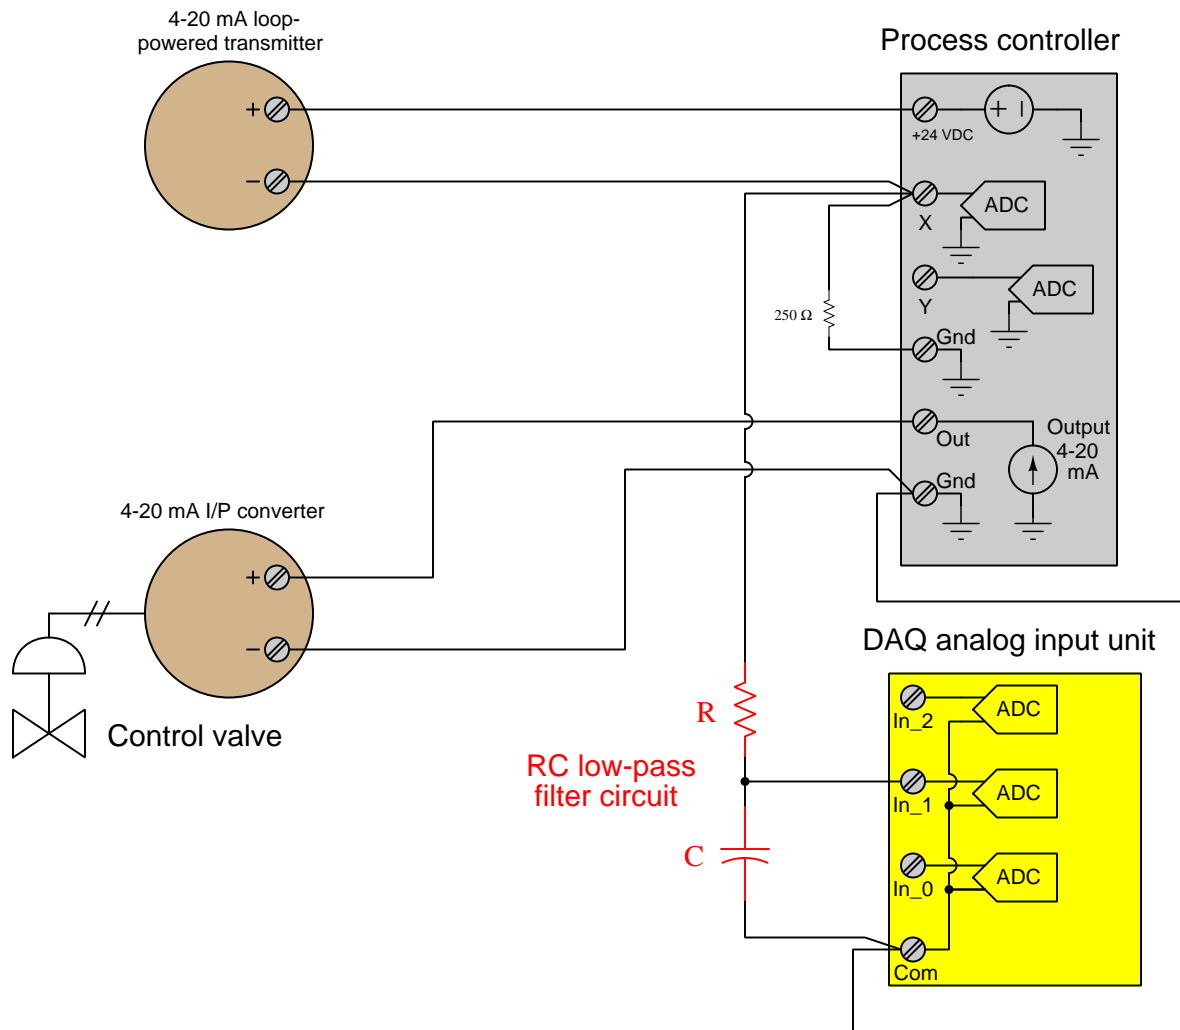 4-20 mA loop-
powered transmitter
Process controller
+
−
+24 VDC
+ −
X
ADC
Y
ADC
250 Ω
Gnd
Out
Output
4-20
mA
Gnd
4-20 mA I/P converter
+
−
Control valve
DAQ analog input unit
R
RC low-pass
filter circuit
C
In_2
ADC
In_1
ADC
In_0
ADC
Com